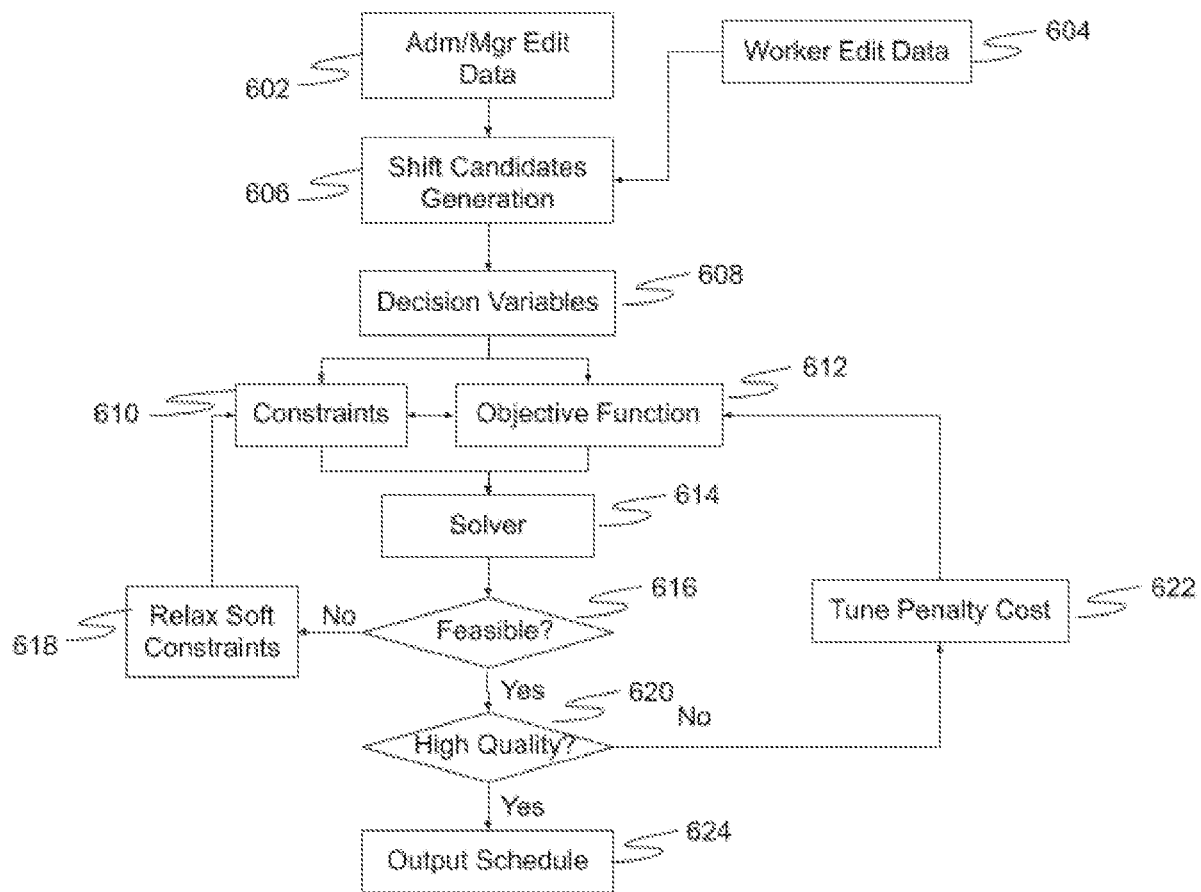 Adm/Mgr Edit
Data
602
Worker Edit Data
604
Shift Candidates
Generation
606
Decision Variables
608
Constraints
610
Objective Function
612
Solver
614
Feasible?
616
No
Relax Soft
Constraints
618
Yes
High Quality?
620
No
Tune Penalty Cost
622
Yes
Output Schedule
624